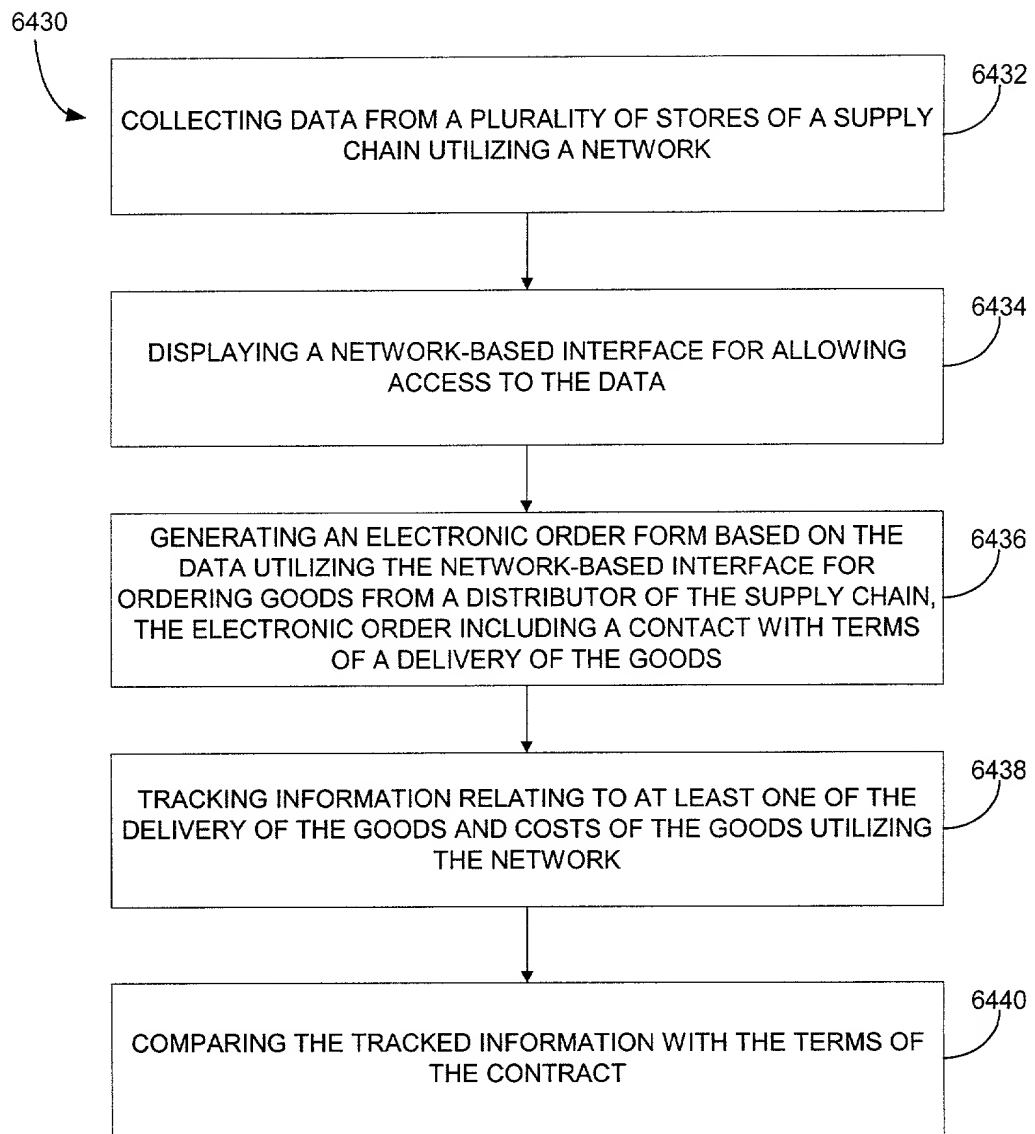 6430
6432
COLLECTING DATA FROM A PLURALITY OF STORES OF A SUPPLY
CHAIN UTILIZING A NETWORK
6434
DISPLAYING A NETWORK-BASED INTERFACE FOR ALLOWING
ACCESS TO THE DATA
6436
GENERATING AN ELECTRONIC ORDER FORM BASED ON THE
DATA UTILIZING THE NETWORK-BASED INTERFACE FOR
ORDERING GOODS FROM A DISTRIBUTOR OF THE SUPPLY CHAIN,
THE ELECTRONIC ORDER INCLUDING A CONTACT WITH TERMS
OF A DELIVERY OF THE GOODS
6438
TRACKING INFORMATION RELATING TO AT LEAST ONE OF THE
DELIVERY OF THE GOODS AND COSTS OF THE GOODS UTILIZING
THE NETWORK
6440
COMPARING THE TRACKED INFORMATION WITH THE TERMS OF
THE CONTRACT